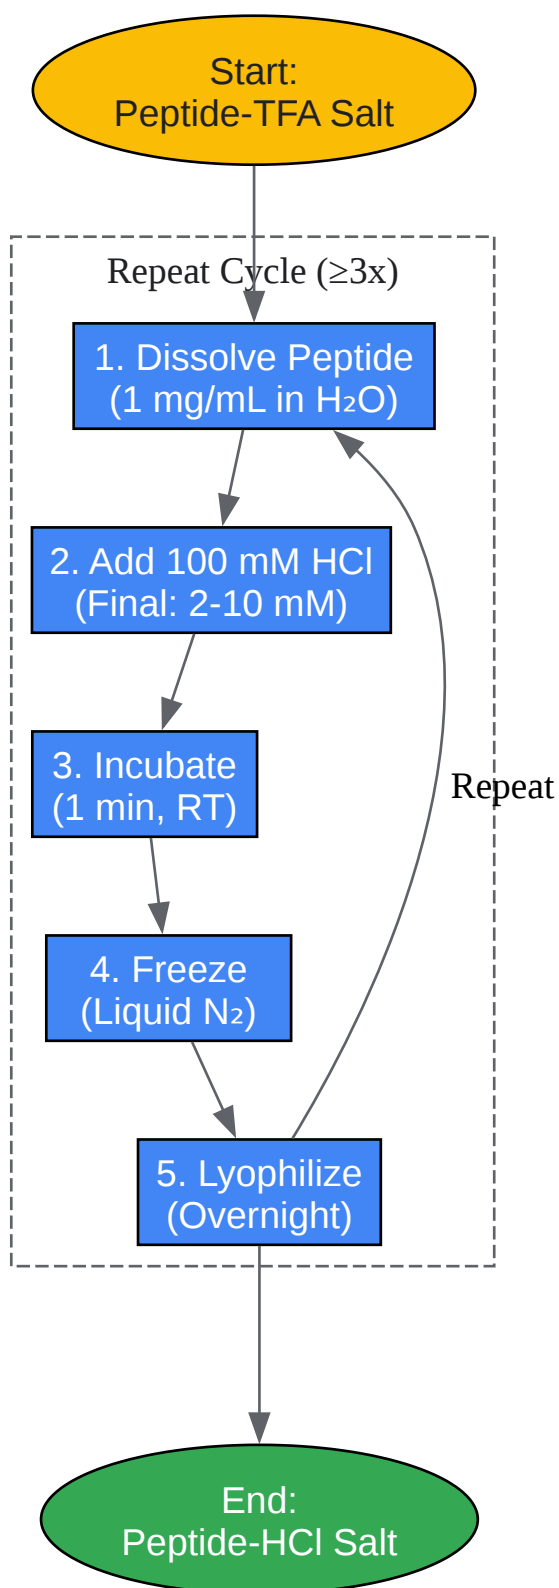 Start:
Peptide-TFA Salt
Repeat Cycle (≥3x)
1. Dissolve Peptide
(1 mg/mL in H₂O)
2. Add 100 mM HCl
(Final: 2-10 mM)
3. Incubate
(1 min, RT)
Repeat
4. Freeze
(Liquid N₂)
5. Lyophilize
(Overnight)
End:
Peptide-HCl Salt